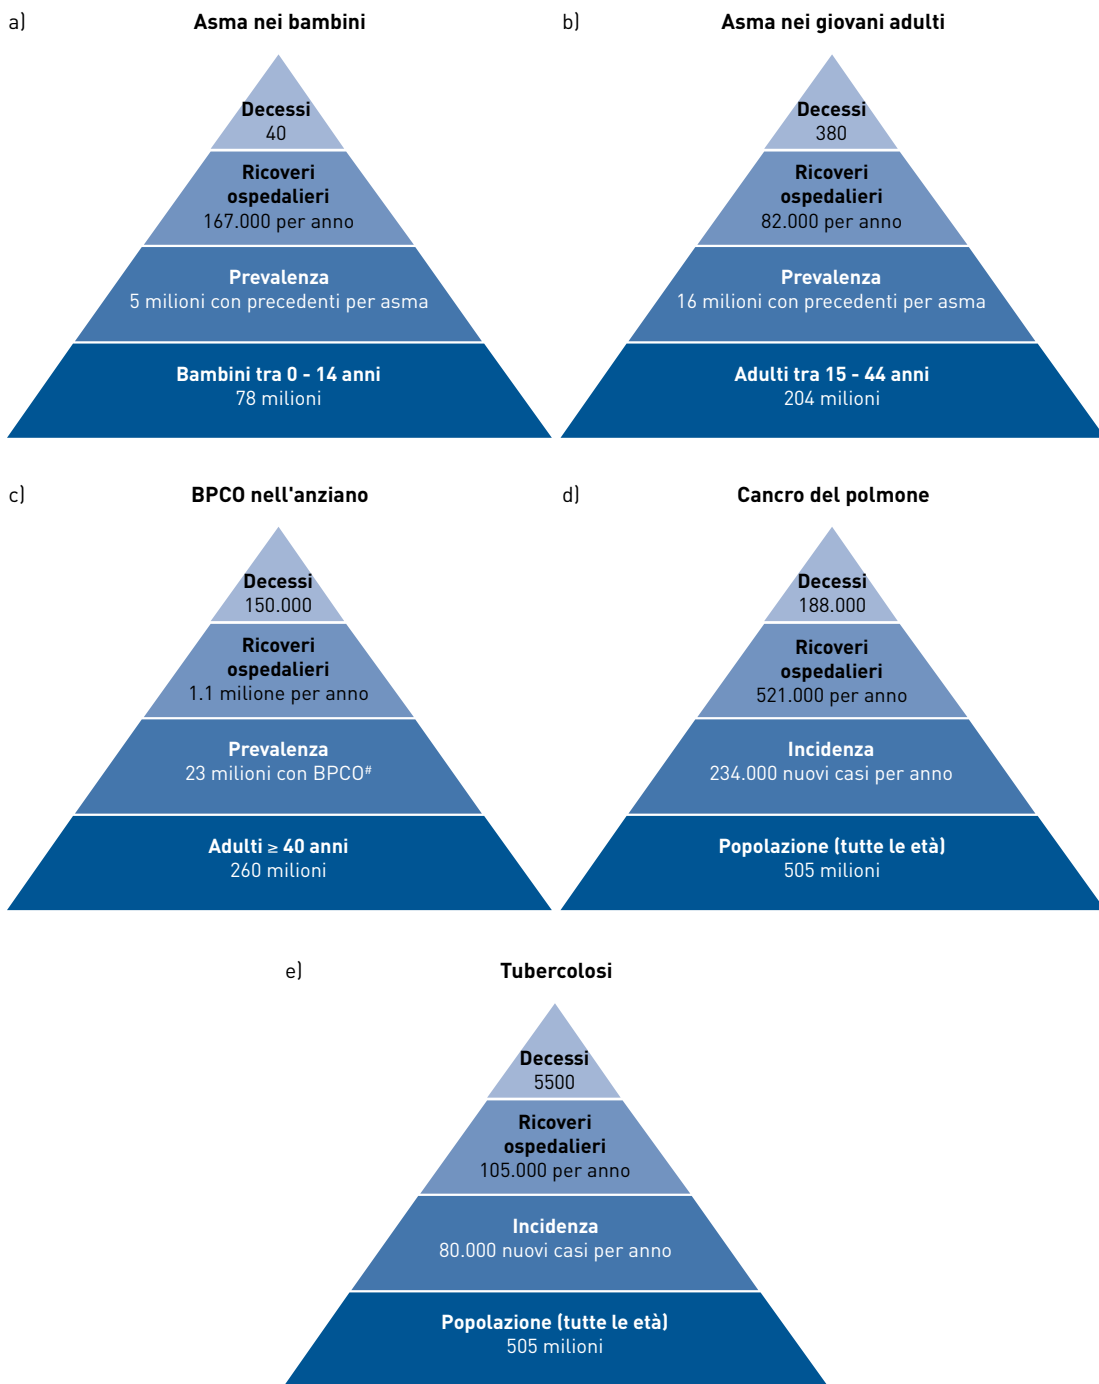 a)
Asma nei bambini
Decessi
40
Ricoveri
ospedalieri
167.000 per anno
Prevalenza
5 milioni con precedenti per asma
Bambini tra 0 - 14 anni
78 milioni
b)
Asma nei giovani adulti
Decessi
380
Ricoveri
ospedalieri
82.000 per anno
Prevalenza
16 milioni con precedenti per asma
Adulti tra 15 - 44 anni
204 milioni
c)
BPCO nell'anziano
Decessi
150.000
Ricoveri
ospedalieri
1.1 milione per anno
Prevalenza
23 milioni con BPCO#
Adulti ≥ 40 anni
260 milioni
d)
Cancro del polmone
Decessi
188.000
Ricoveri
ospedalieri
521.000 per anno
Incidenza
234.000 nuovi casi per anno
Popolazione (tutte le età)
505 milioni
e)
Tubercolosi
Decessi
5500
Ricoveri
ospedalieri
105.000 per anno
Incidenza
80.000 nuovi casi per anno
Popolazione (tutte le età)
505 milioni